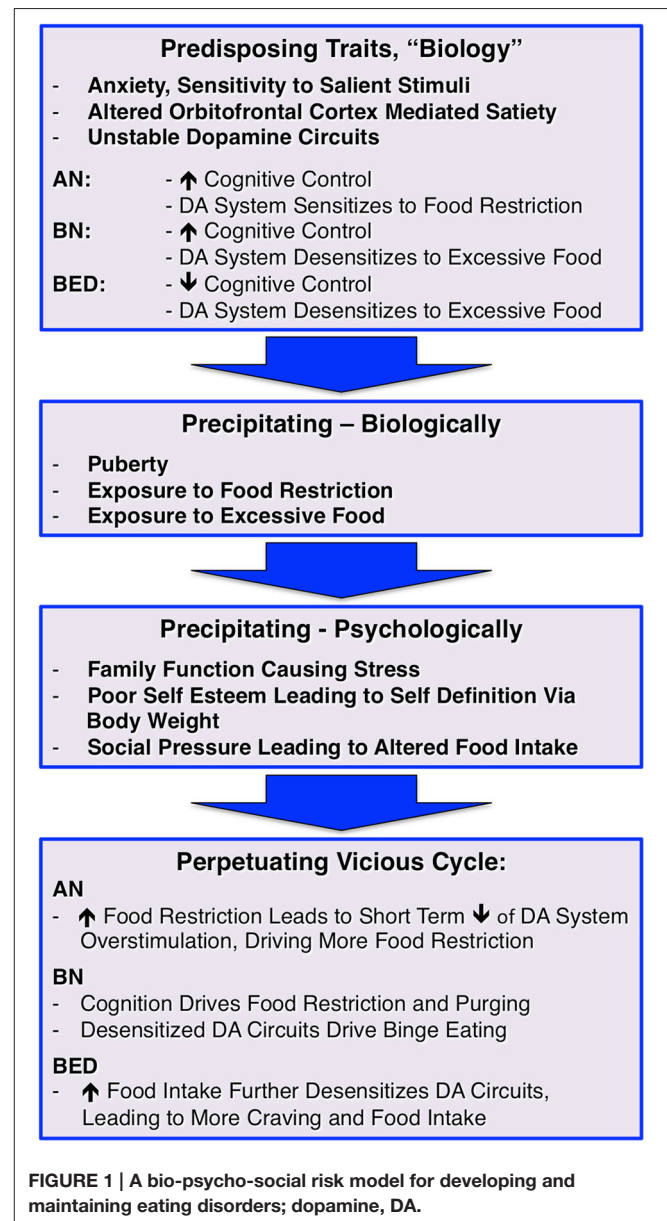 Predisposing Traits, “Biology”
- Anxiety, Sensitivity to Salient Stimuli
- Altered Orbitofrontal Cortex Mediated Satiety
- Unstable Dopamine Circuits
AN: - ↑ Cognitive Control
- DA System Sensitizes to Food Restriction
BN: - ↑ Cognitive Control
- DA System Desensitizes to Excessive Food
BED: - ↓ Cognitive Control
- DA System Desensitizes to Excessive Food
Precipitating – Biologically
- Puberty
- Exposure to Food Restriction
- Exposure to Excessive Food
Precipitating - Psychologically
- Family Function Causing Stress
- Poor Self Esteem Leading to Self Definition Via
Body Weight
- Social Pressure Leading to Altered Food Intake
Perpetuating Vicious Cycle:
AN
- ↑ Food Restriction Leads to Short Term ↓ of DA System
Overstimulation, Driving More Food Restriction
BN
- Cognition Drives Food Restriction and Purging
- Desensitized DA Circuits Drive Binge Eating
BED
- ↑ Food Intake Further Desensitizes DA Circuits,
Leading to More Craving and Food Intake
FIGURE 1 | A bio-psycho-social risk model for developing and
maintaining eating disorders; dopamine, DA.